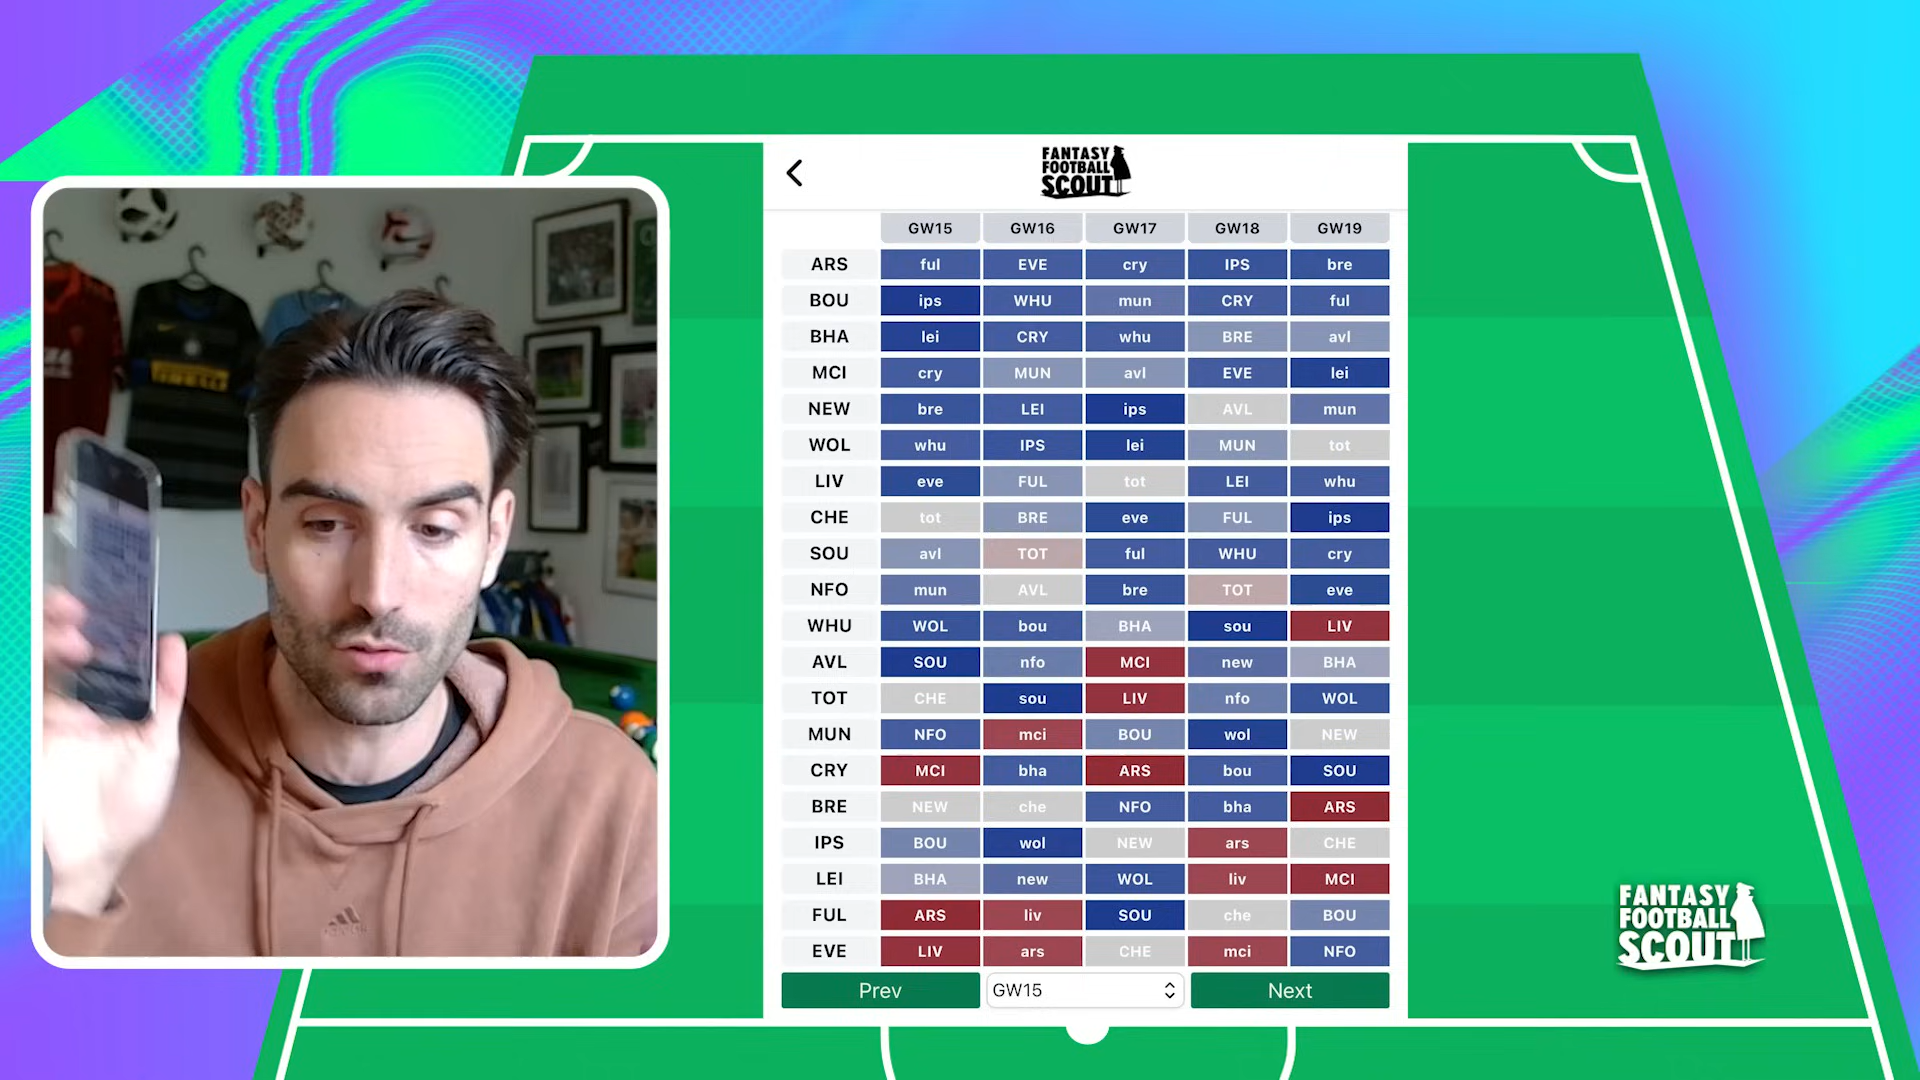 FANTASY
FOOTBALL
SCOUT
GW15 GW16 GW17 GW18 GW19
ARS ful EVE cry IPS bre
BOU ips WHU mun CRY ful
BHA lei CRY whu BRE avl
MCI cry MUN avl EVE lei
NEW bre LEI ips AVL mun
WOL whu IPS lei MUN tot
LIV eve FUL tot LEI whu
CHE tot BRE eve FUL ips
SOU avl TOT ful WHU cry
NFO mun AVL bre TOT eve
WHU WOL bou BHA sou LIV
AVL SOU nfo MCI new BHA
TOT CHE sou LIV nfo WOL
MUN NFO mci BOU wol NEW
CRY MCI bha ARS bou SOU
BRE NEW che NFO bha ARS
IPS BOU wol NEW ars CHE
LEI BHA new WOL liv MCI
FUL ARS liv SOU che BOU
EVE LIV ars CHE mci NFO
Prev GW15 Next
FANTASY
FOOTBALL
SCOUT
PIRELLI